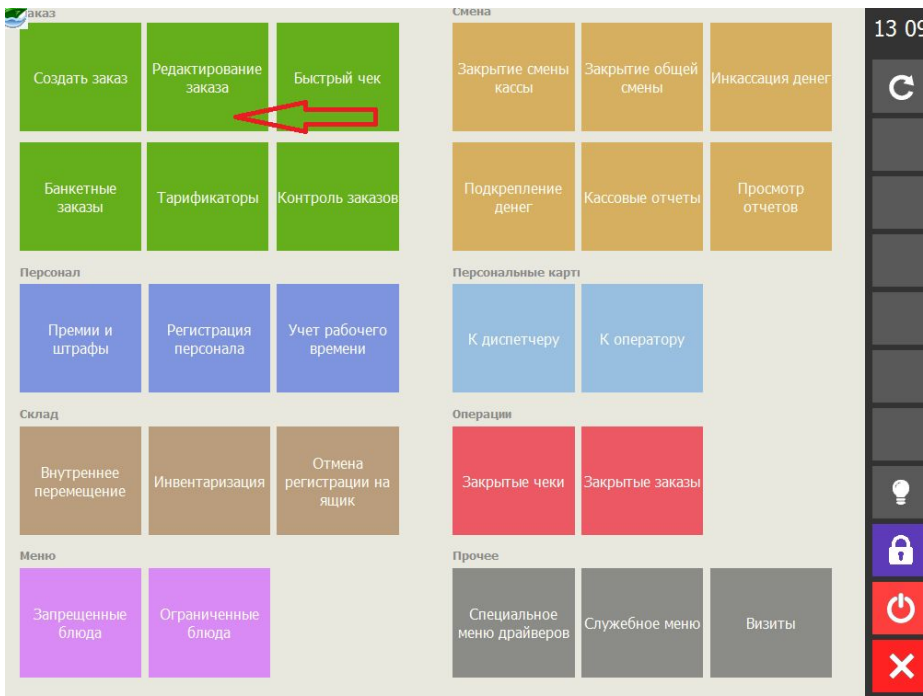 Заказ
Создать заказ
Редактирование
заказа
Быстрый чек
Банкетные
заказы
Тарификаторы
Контроль заказов
Персонал
Премии и
штрафы
Регистрация
персонала
Учет рабочего
времени
Склад
Внутреннее
перемещение
Инвентаризация
Отмена
регистрации на
ящик
Меню
Запрещенные
блюда
Ограниченные
блюда
Смена
Закрытие смены
кассы
Закрытие общей
смены
Инкассация денег
Подкрепление
денег
Кассовые отчеты
Просмотр
отчетов
Персональные карт
К диспетчеру
К оператору
Операции
Закрытые чеки
Закрытые заказы
Прочее
Специальное
меню драйверов
Служебное меню
Визиты
13 09